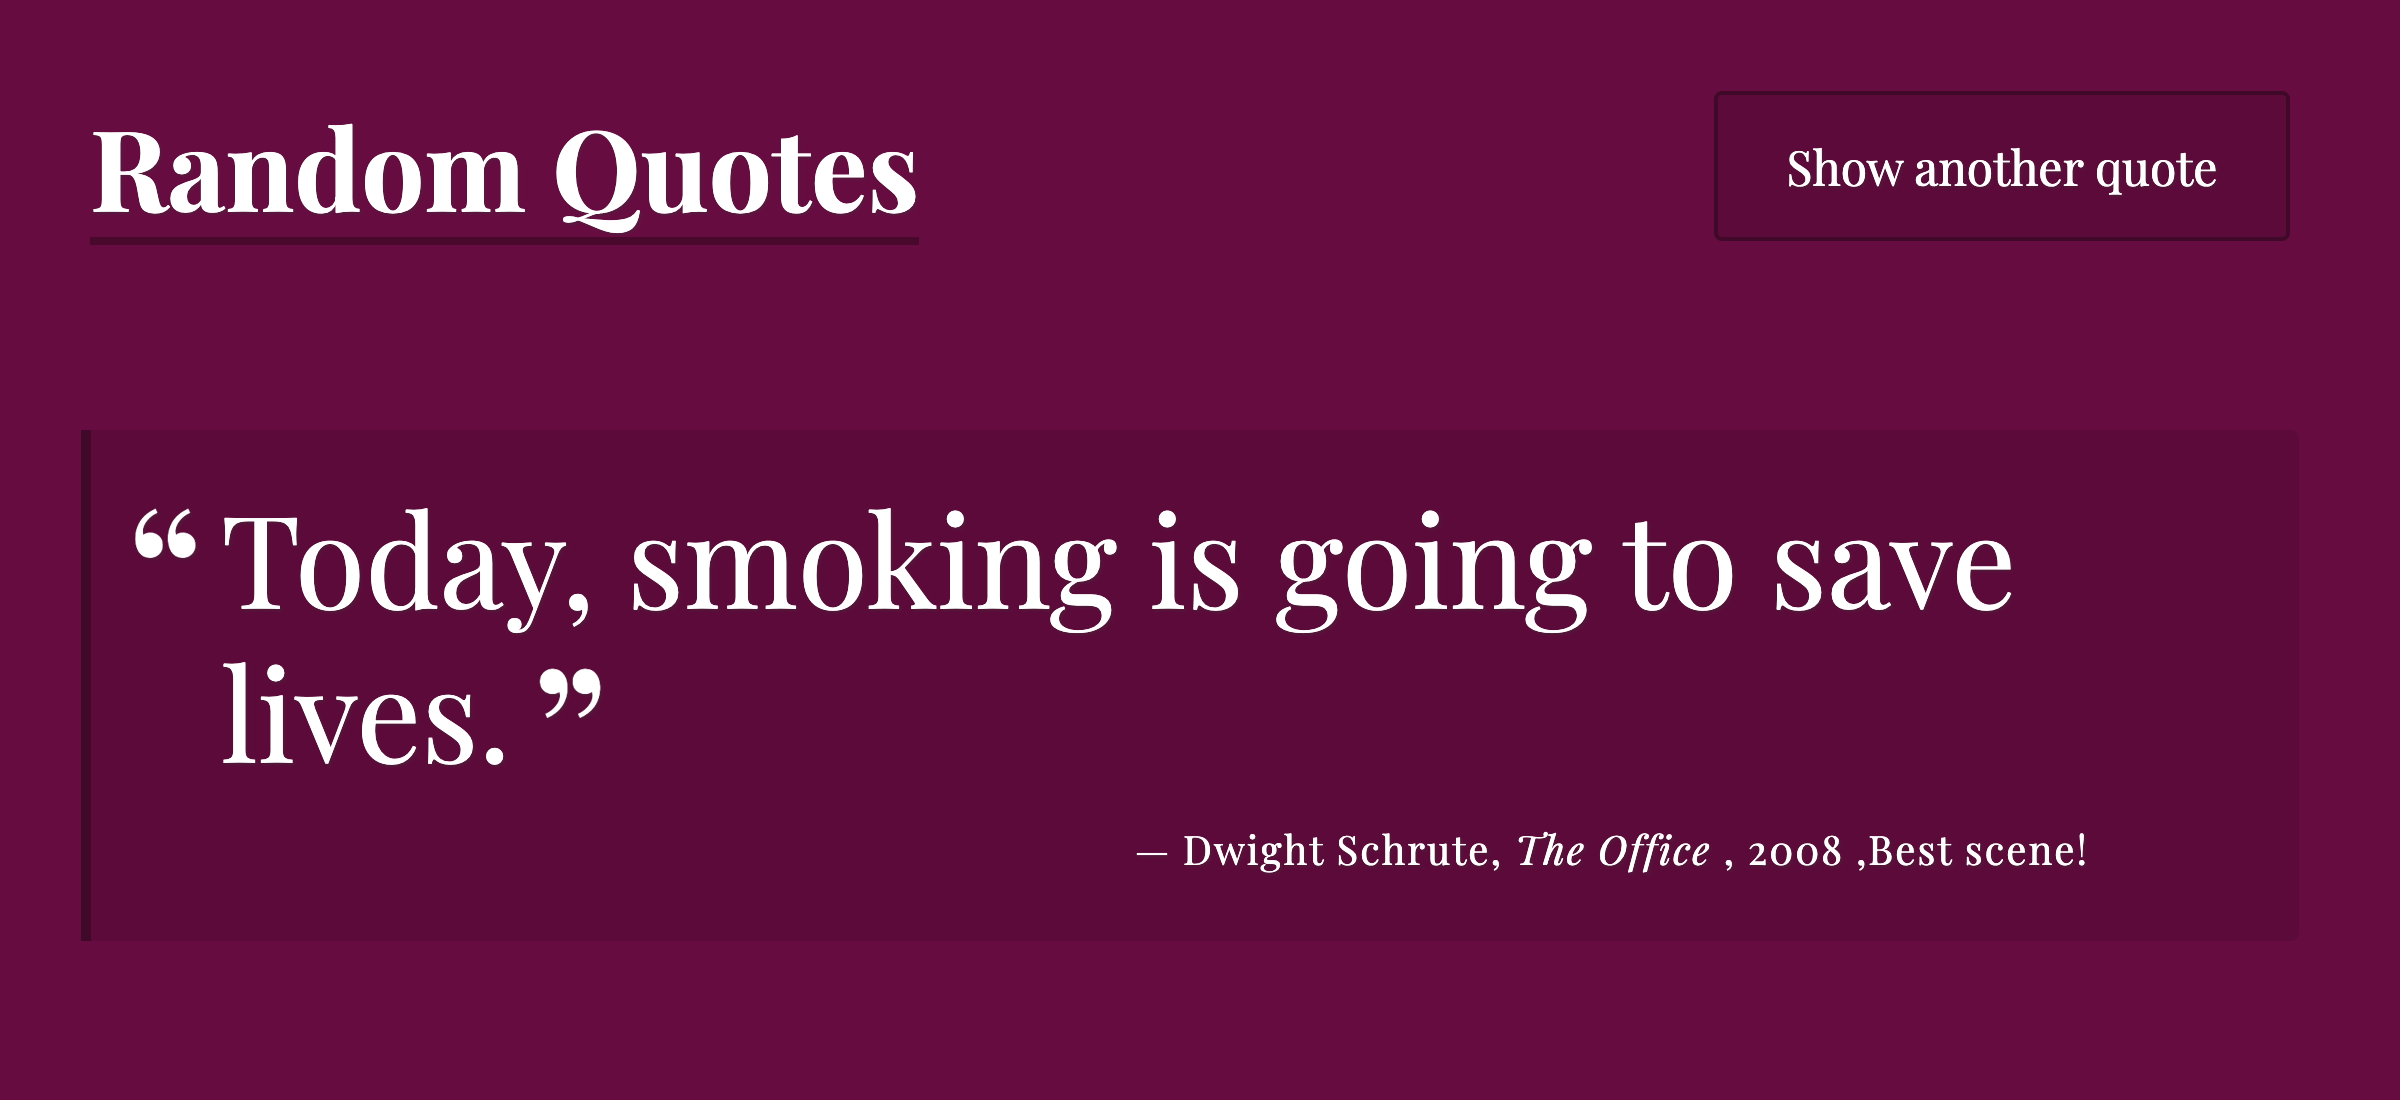 Random Quotes
Show another quote
“Today, smoking is going to save
lives.”
— Dwight Schrute, The Office , 2008 ,Best scene!